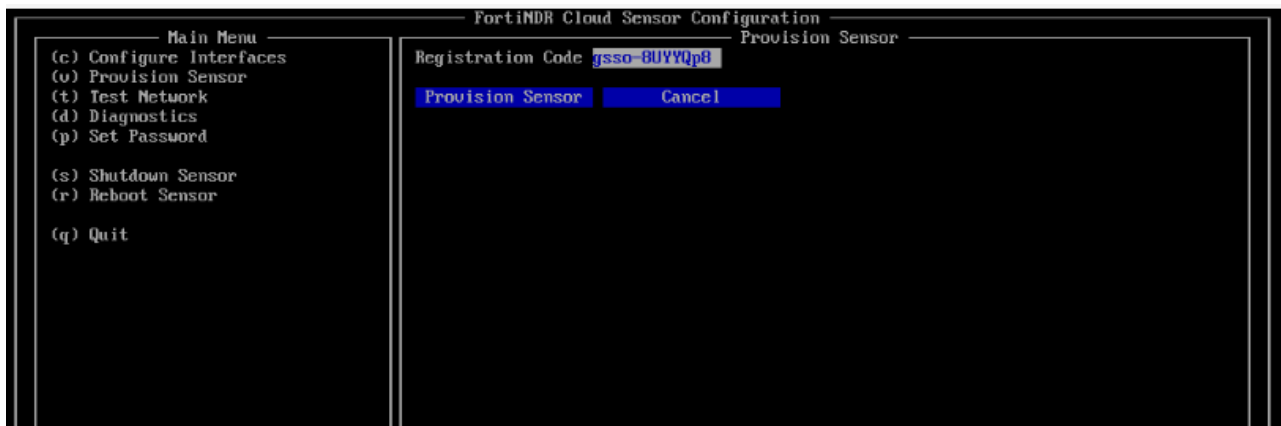 FortiNDR Cloud Sensor Configuration
Main Menu
(c) Configure Interfaces
(v) Provision Sensor
(t) Test Network
(d) Diagnostics
(p) Set Password
(s) Shutdown Sensor
(r) Reboot Sensor
(q) Quit
Provision Sensor
Registration Code gsso-8UYYQp8
Provision Sensor Cancel